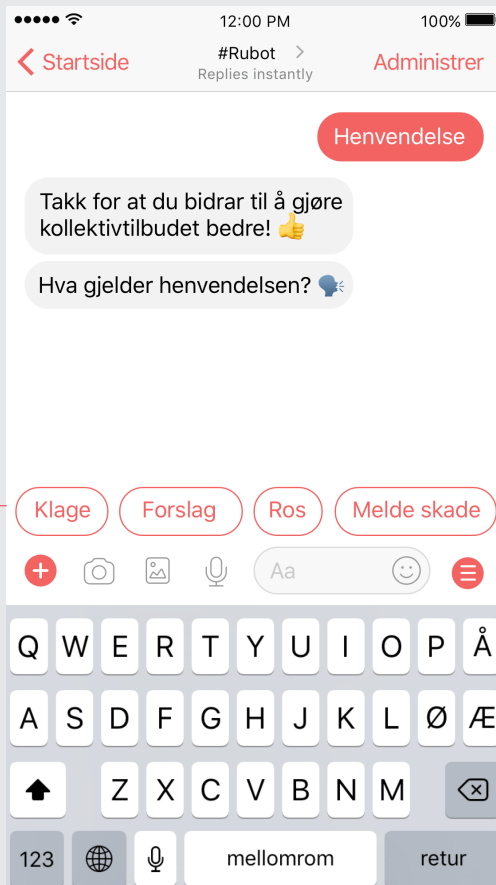 12:00 PM 100%
Startside #Rubot Administrer
Replies instantly
Henvendelse
Takk for at du bidrar til å gjøre
kollektivtilbudet bedre! 👍
Hva gjelder henvendelsen? 🗣
Klage Forslag Ros Melde skade
Aa
Q W E R T Y U I O P Å
A S D F G H J K L Ø Æ
Z X C V B N M
123 mellomrom retur